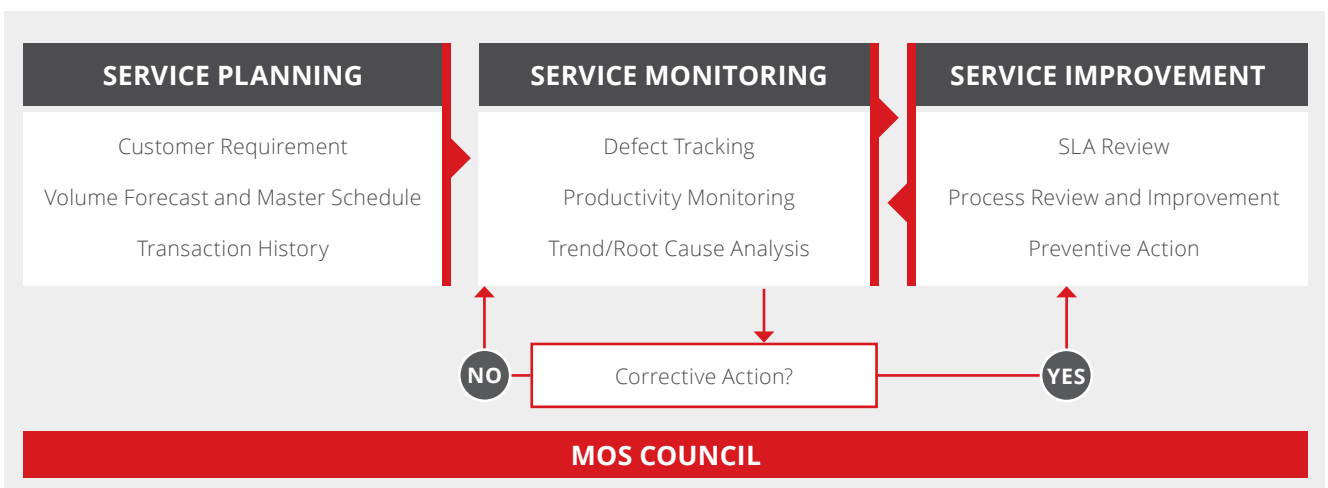 SERVICE PLANNING
Customer Requirement
Volume Forecast and Master Schedule
Transaction History
SERVICE MONITORING
Defect Tracking
Productivity Monitoring
Trend/Root Cause Analysis
SERVICE IMPROVEMENT
SLA Review
Process Review and Improvement
Preventive Action
NO
Corrective Action?
YES
MOS COUNCIL